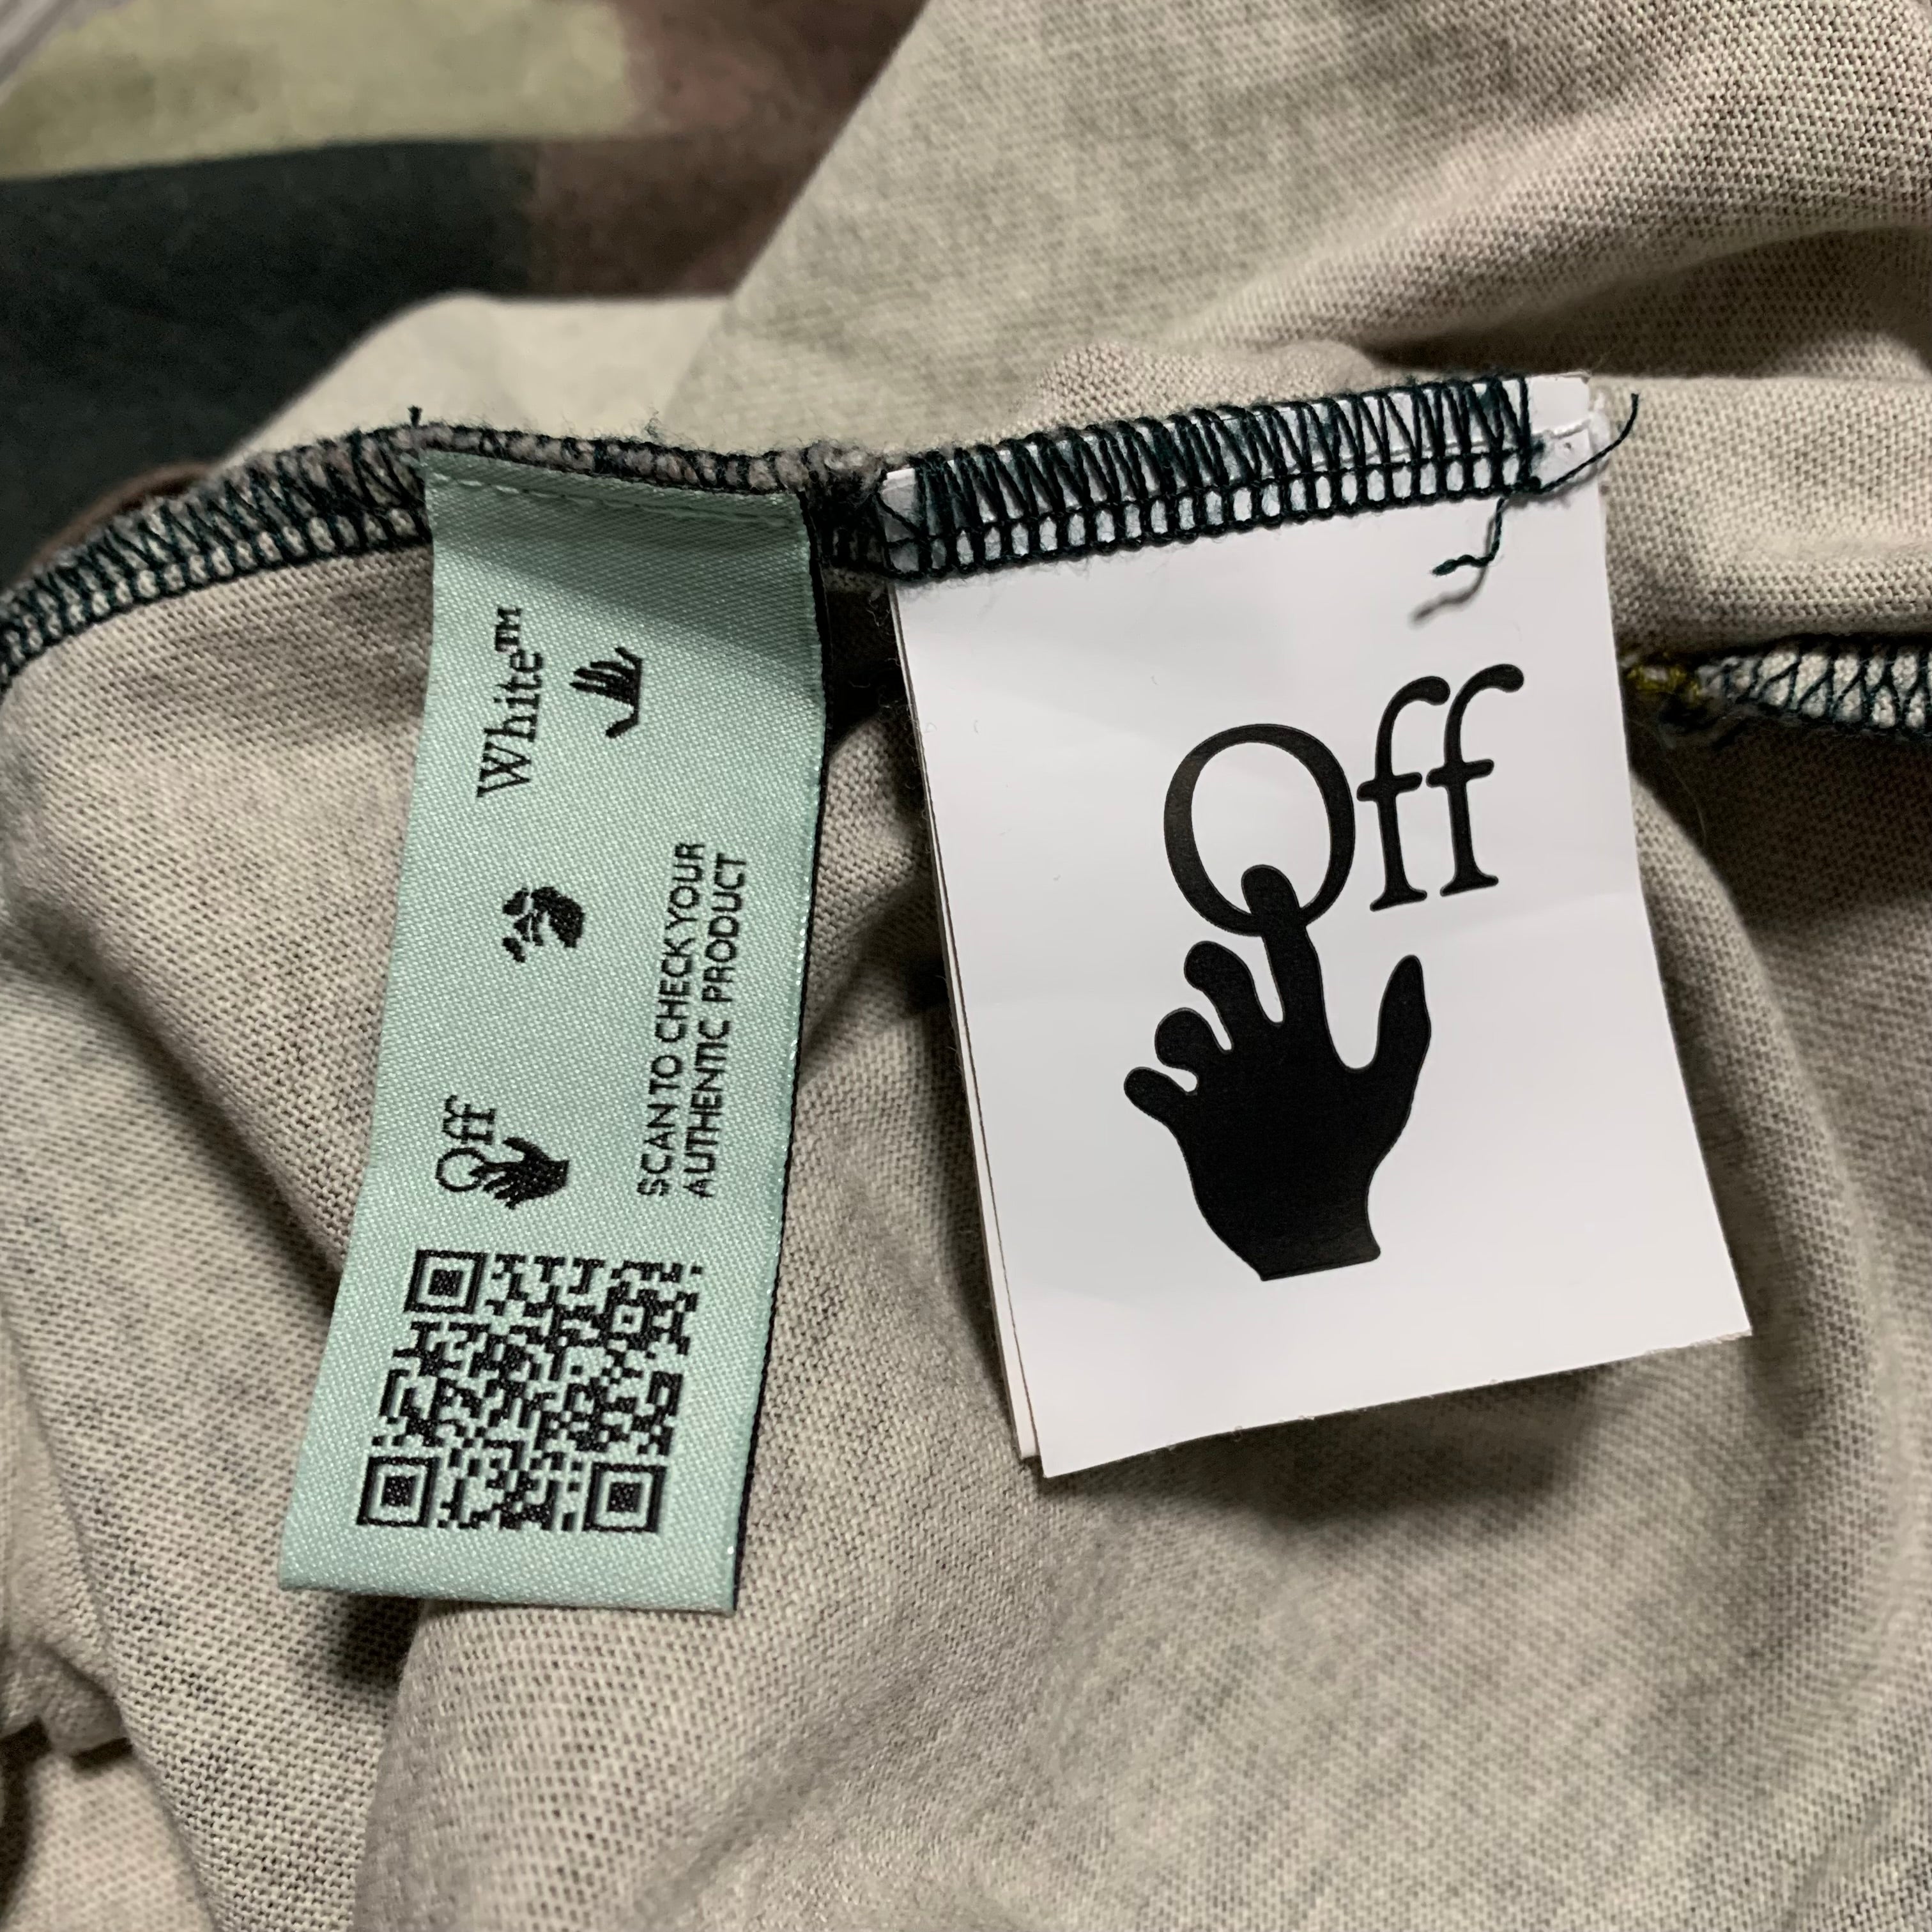 Off White™
SCAN TO CHECK YOUR
AUTHENTIC PRODUCT
Off